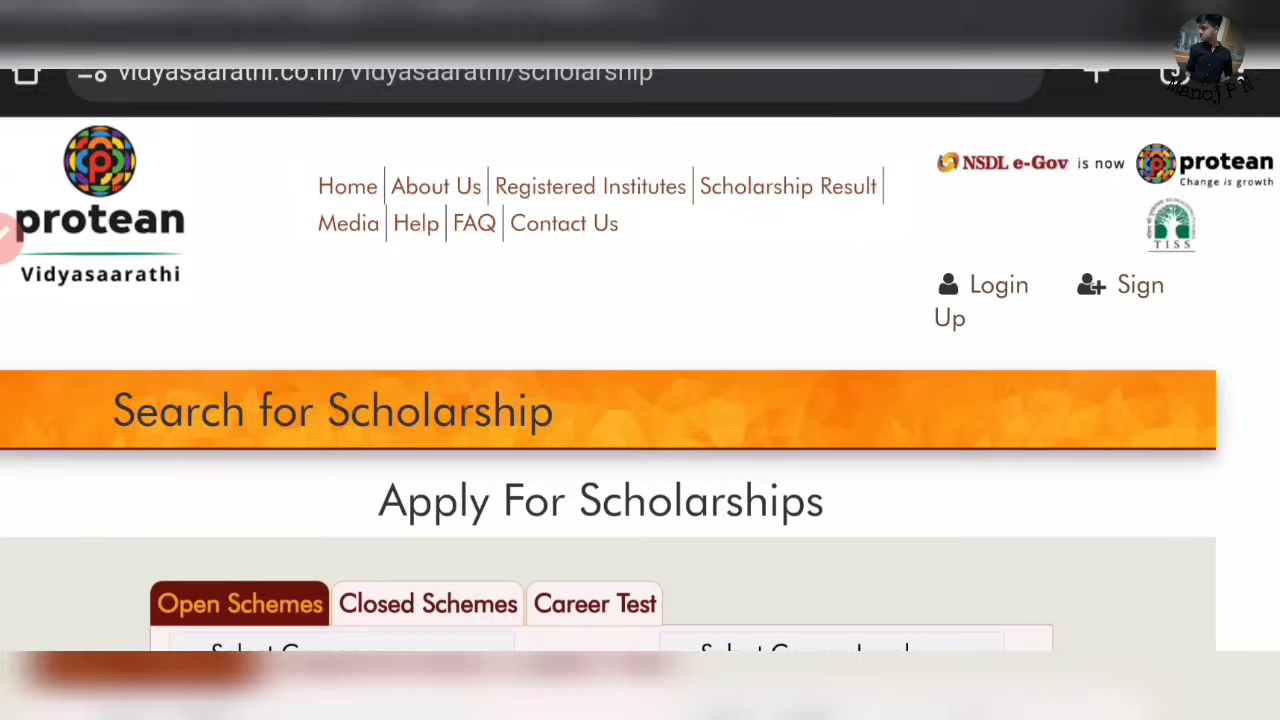 vidyasaarathi.co.in/vidyasaarathi/scholarship
Manoj P N
protean
Vidyasaarathi
Home About Us Registered Institutes Scholarship Result
Media Help FAQ Contact Us
NSDL e-Gov is now protean
Change is growth
TISS
Login Sign
Up
Search for Scholarship
Apply For Scholarships
Open Schemes Closed Schemes Career Test